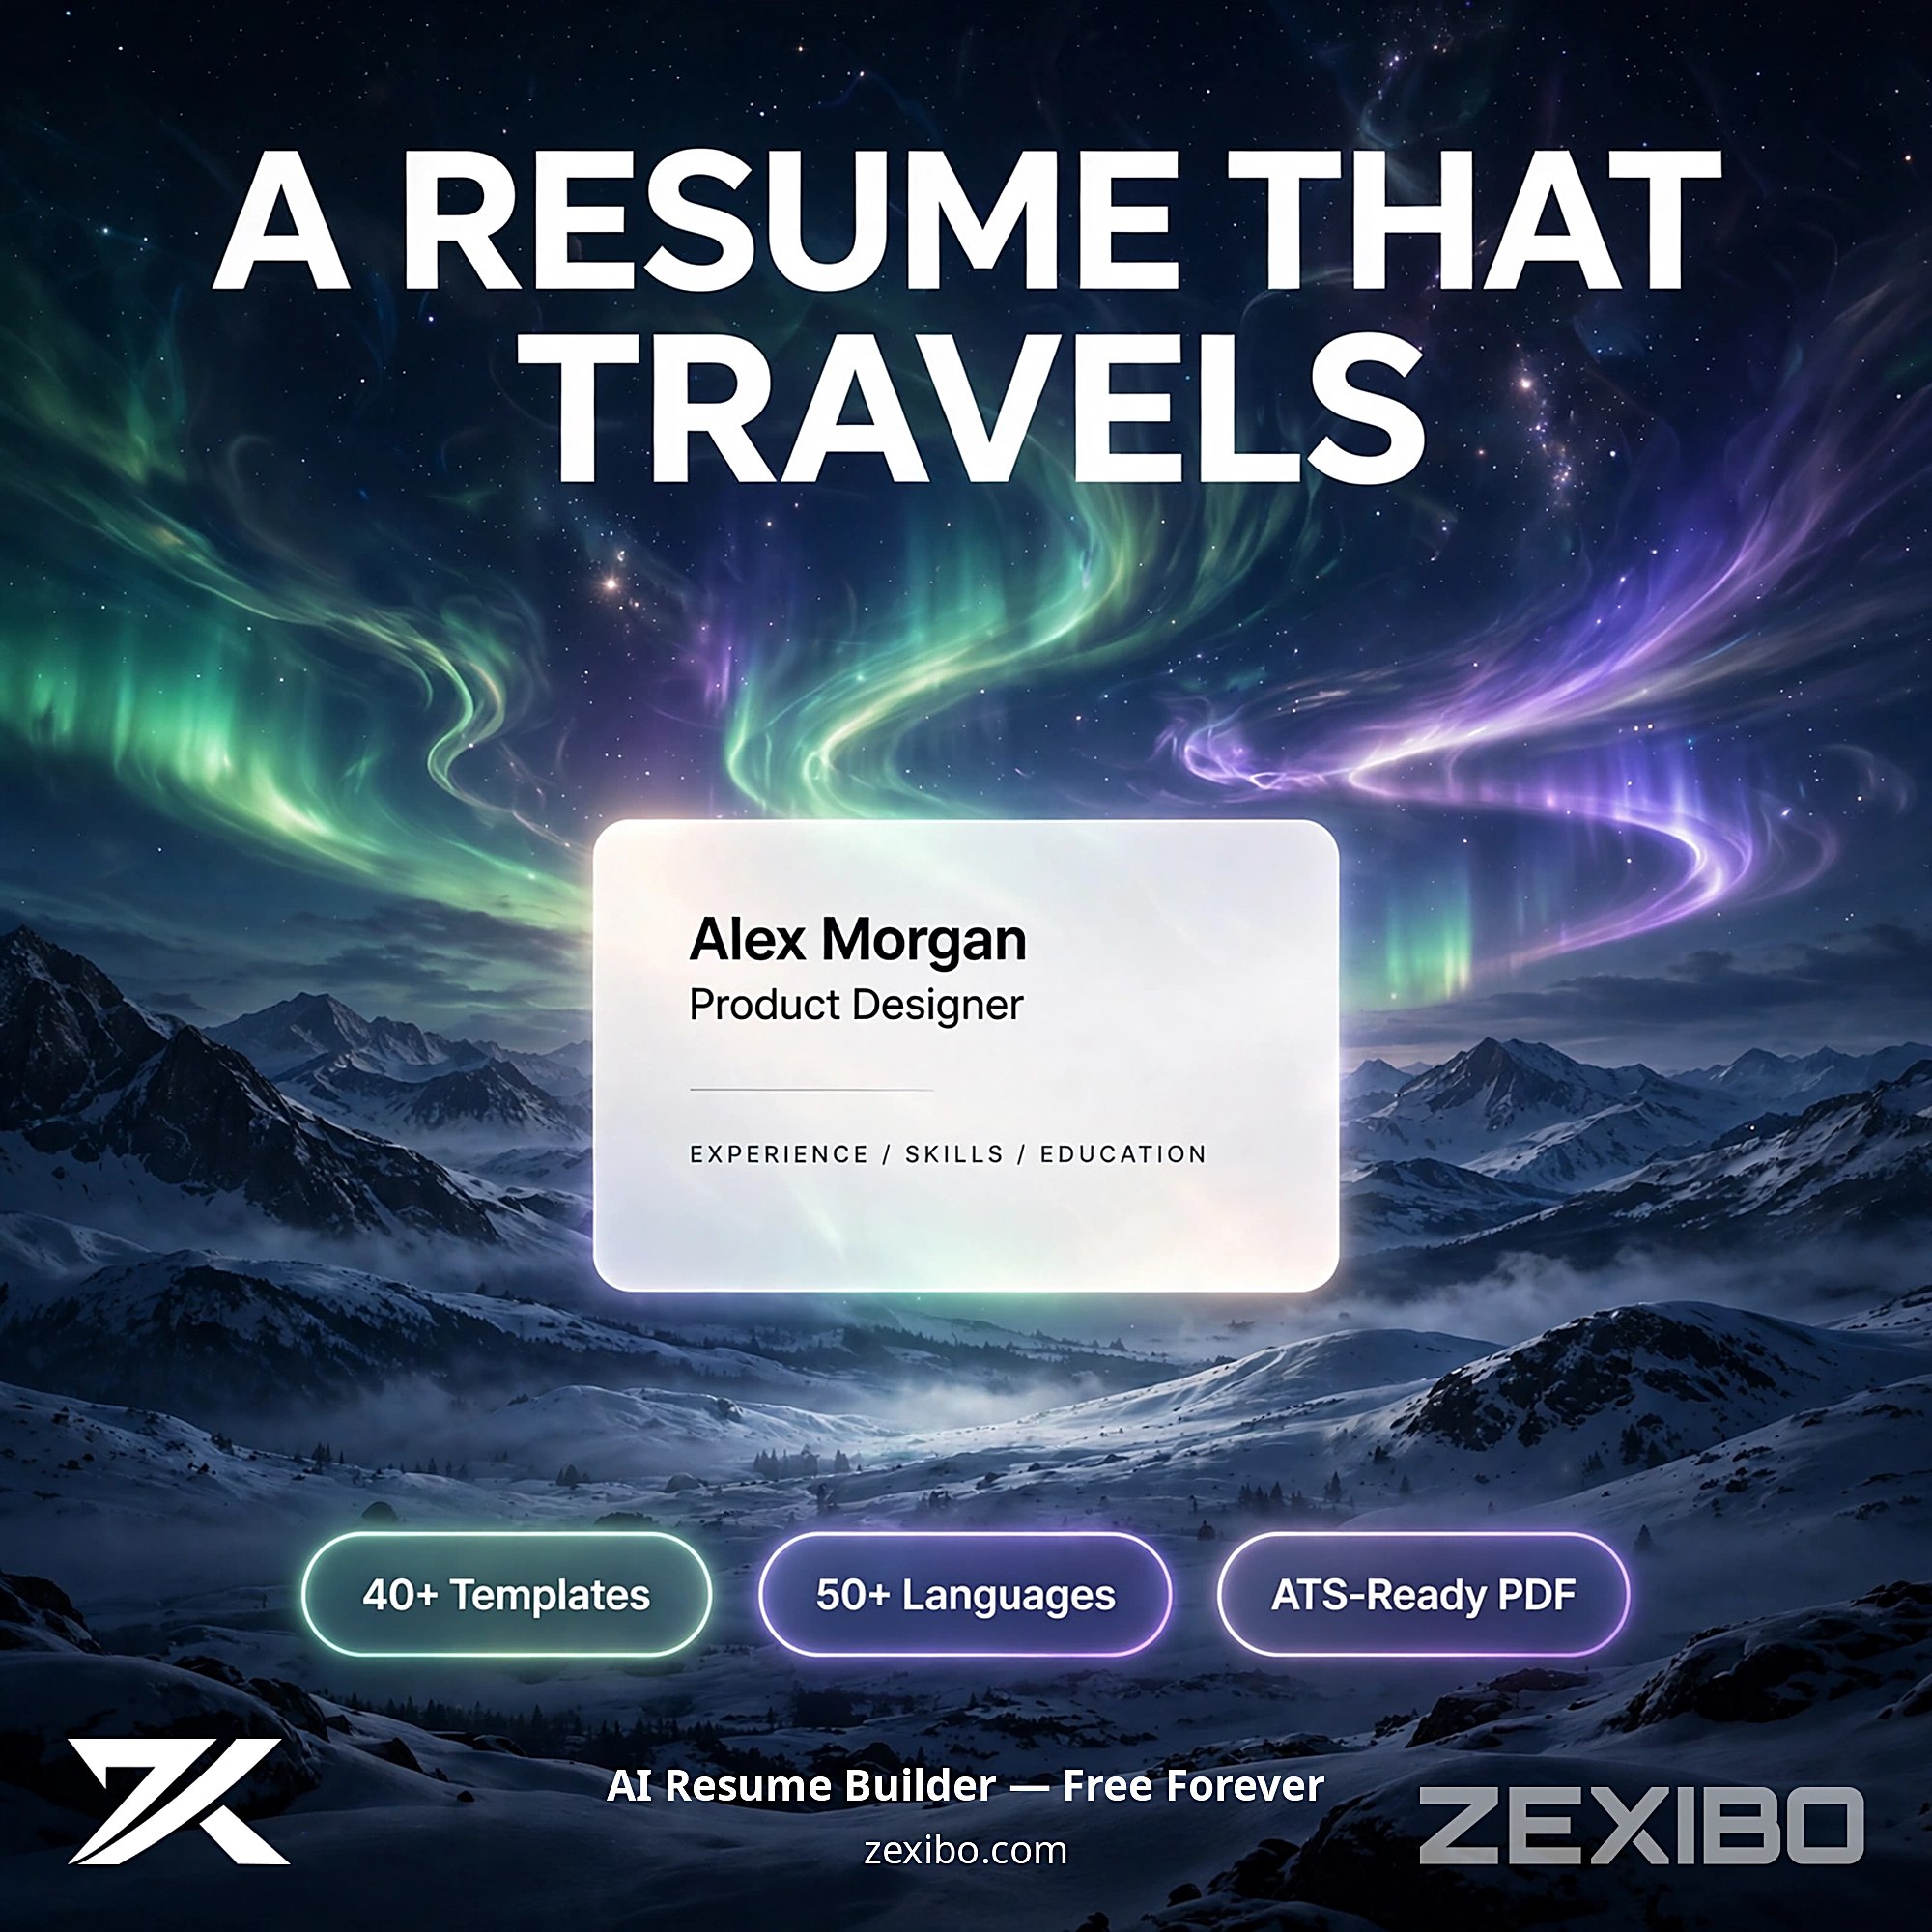 A RESUME THAT
TRAVELS
Alex Morgan
Product Designer
EXPERIENCE / SKILLS / EDUCATION
40+ Templates
50+ Languages
ATS-Ready PDF
AI Resume Builder — Free Forever
zexibo.com
ZEXIBO